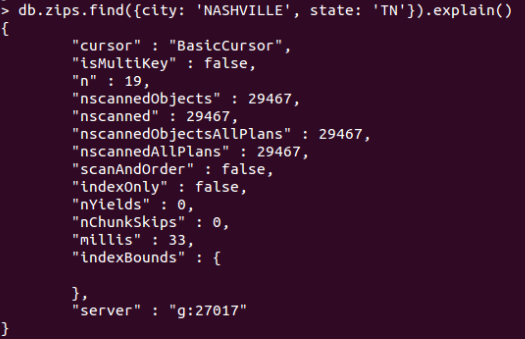 > db.zips.find({city: 'NASHVILLE', state: 'TN'}).explain()
{
"cursor" : "BasicCursor",
"isMultiKey" : false,
"n" : 19,
"nscannedObjects" : 29467,
"nscanned" : 29467,
"nscannedObjectsAllPlans" : 29467,
"nscannedAllPlans" : 29467,
"scanAndOrder" : false,
"indexOnly" : false,
"nYields" : 0,
"nChunkSkips" : 0,
"millis" : 33,
"indexBounds" : {
},
"server" : "g:27017"
}